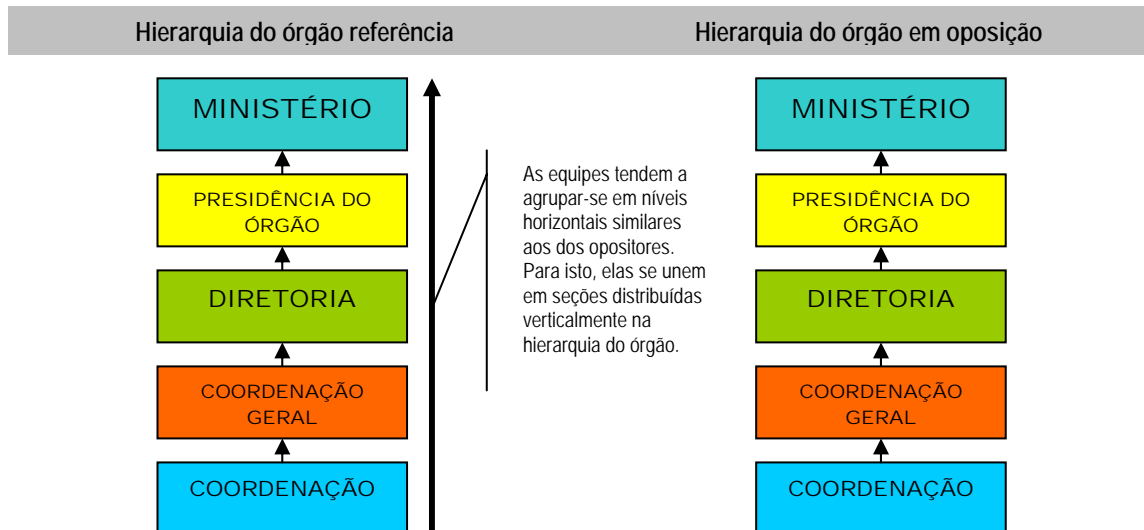 Hierarquia do órgão referência
Hierarquia do órgão em oposição
MINISTÉRIO
PRESIDÊNCIA DO
ÓRGÃO
DIRETORIA
COORDENAÇÃO
GERAL
COORDENAÇÃO
As equipes tendem a
agrupar-se em níveis
horizontais similares
aos dos opositores.
Para isto, elas se unem
em seções distribuídas
verticalmente na
hierarquia do órgão.
MINISTÉRIO
PRESIDÊNCIA DO
ÓRGÃO
DIRETORIA
COORDENAÇÃO
GERAL
COORDENAÇÃO